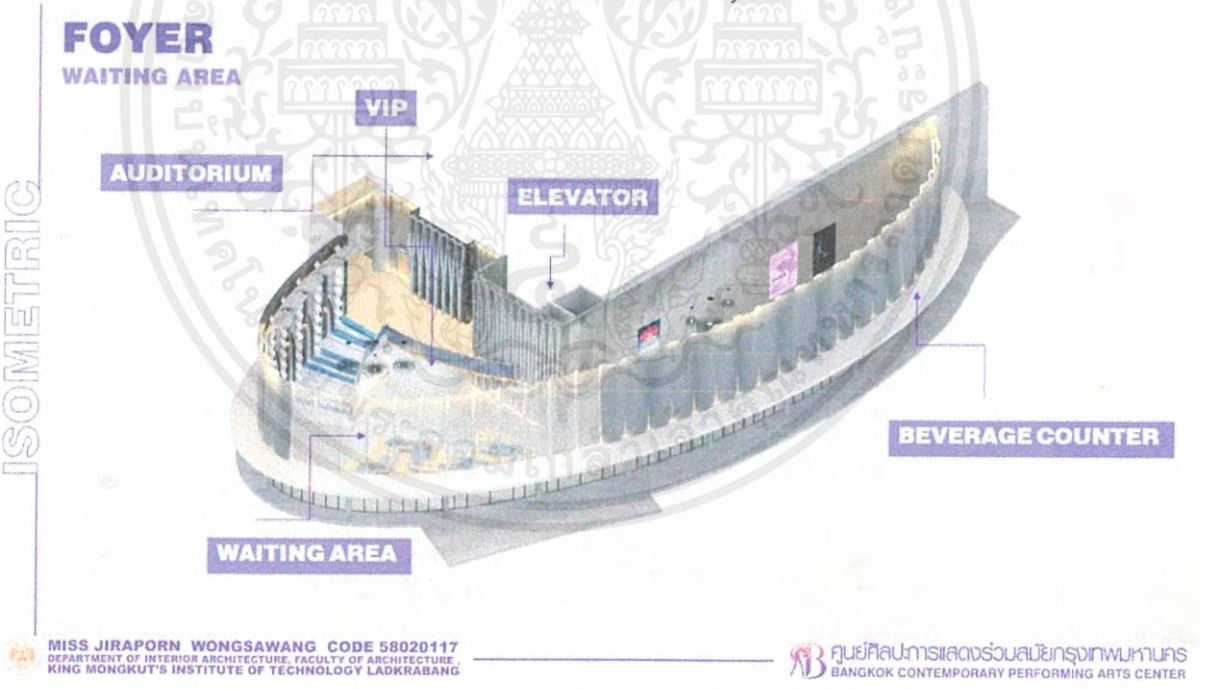 FOYER
WAITING AREA
VIP
AUDITORIUM
ELEVATOR
ISOMETRIC
BEVERAGE COUNTER
WAITING AREA
MISS JIRAPORN WONGSAWANG CODE 58020117
DEPARTMENT OF INTERIOR ARCHITECTURE, FACULTY OF ARCHITECTURE,
KING MONGKUT'S INSTITUTE OF TECHNOLOGY LADKRABANG
ศูนย์ศิลปะการแสดงร่วมสมัยกรุงเทพมหานคร
BANGKOK CONTEMPORARY PERFORMING ARTS CENTER